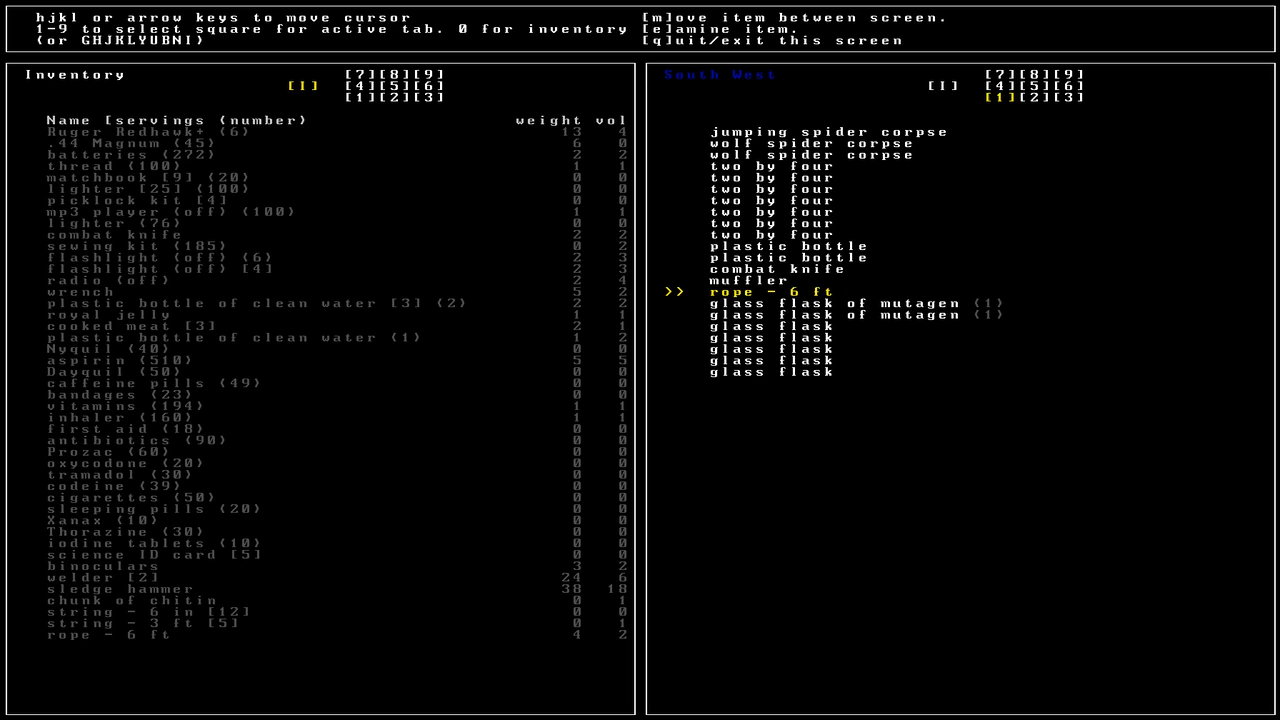 hjkl or arrow keys to move cursor [m]ove item between screen.
1-9 to select square for active tab. 0 for inventory [e]amine item.
(or GHJKLYUBNI) [q]uit/exit this screen
Inventory [7][8][9]
[I] [4][5][6]
[1][2][3]
Name [servings (number) weight vol
Ruger Redhawk+ (6) 13 4
.44 Magnum (45) 6 0
batteries (272) 2 2
thread (100) 1 1
matchbook [9] (20) 0 0
lighter [25] (100) 0 0
picklock kit [4] 0 0
mp3 player (off) (100) 1 1
lighter (76) 0 0
combat knife 2 2
sewing kit (185) 0 2
flashlight (off) (6) 2 3
flashlight (off) [4] 2 3
radio (off) 2 4
wrench 5 2
plastic bottle of clean water [3] (2) 2 2
royal jelly 1 1
cooked meat [3] 2 1
plastic bottle of clean water (1) 1 2
Nyquil (40) 0 0
aspirin (510) 5 5
Dayquil (50) 0 0
caffeine pills (49) 0 0
bandages (23) 0 0
vitamins (194) 1 1
inhaler (160) 1 1
first aid (18) 0 0
antibiotics (90) 0 0
Prozac (60) 0 0
oxycodone (20) 0 0
tramadol (30) 0 0
codeine (39) 0 0
cigarettes (50) 0 0
sleeping pills (20) 0 0
Xanax (10) 0 0
Thorazine (30) 0 0
iodine tablets (10) 0 0
science ID card [5] 0 0
binoculars 3 2
welder [2] 24 6
sledge hammer 38 18
chunk of chitin 0 1
string - 6 in [12] 0 0
string - 3 ft [5] 0 1
rope - 6 ft 4 2
South West [7][8][9]
[I] [4][5][6]
[1][2][3]
jumping spider corpse
wolf spider corpse
wolf spider corpse
two by four
two by four
two by four
two by four
two by four
two by four
two by four
plastic bottle
plastic bottle
combat knife
muffler
>> rope - 6 ft
glass flask of mutagen (1)
glass flask of mutagen (1)
glass flask
glass flask
glass flask
glass flask
glass flask